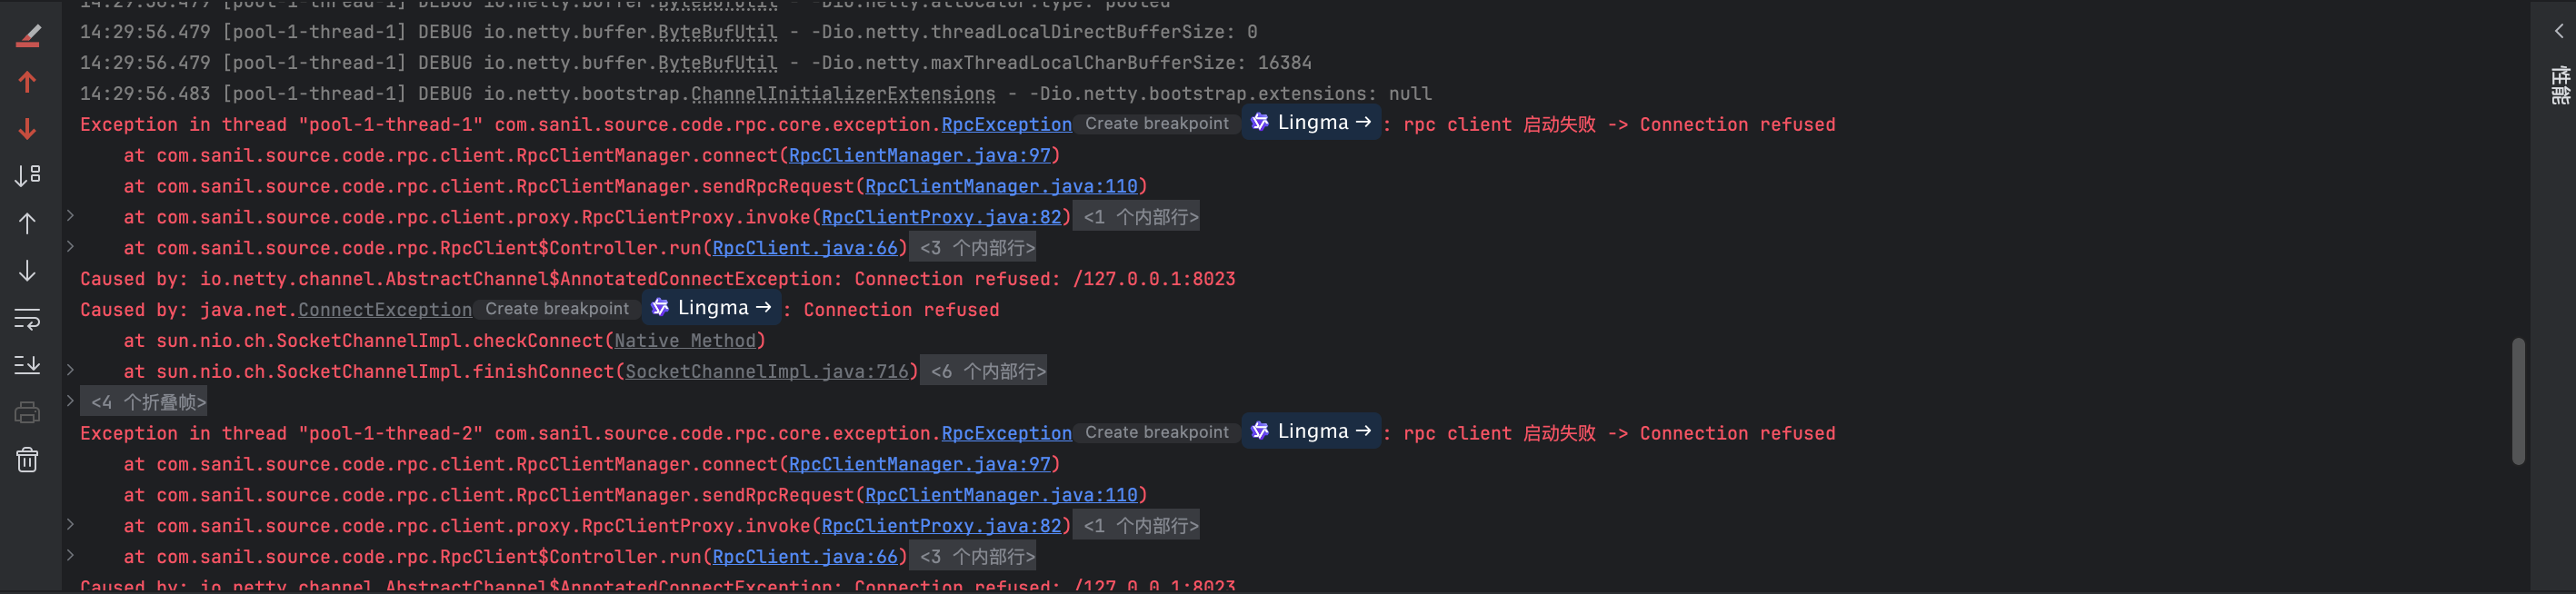 14:29:56.479 [pool-1-thread-1] DEBUG io.netty.buffer.ByteBufUtil - -Dio.netty.allocator.type: pooled
14:29:56.479 [pool-1-thread-1] DEBUG io.netty.buffer.ByteBufUtil - -Dio.netty.threadLocalDirectBufferSize: 0
14:29:56.479 [pool-1-thread-1] DEBUG io.netty.buffer.ByteBufUtil - -Dio.netty.maxThreadLocalCharBufferSize: 16384
14:29:56.483 [pool-1-thread-1] DEBUG io.netty.bootstrap.ChannelInitializerExtensions - -Dio.netty.bootstrap.extensions: null
Exception in thread "pool-1-thread-1" com.sanil.source.code.rpc.core.exception.RpcException Create breakpoint Lingma → : rpc client 启动失败 -> Connection refused
at com.sanil.source.code.rpc.client.RpcClientManager.connect(RpcClientManager.java:97)
at com.sanil.source.code.rpc.client.RpcClientManager.sendRpcRequest(RpcClientManager.java:110)
at com.sanil.source.code.rpc.client.proxy.RpcClientProxy.invoke(RpcClientProxy.java:82) <1 个内部行>
at com.sanil.source.code.rpc.RpcClient$Controller.run(RpcClient.java:66) <3 个内部行>
Caused by: io.netty.channel.AbstractChannel$AnnotatedConnectException: Connection refused: /127.0.0.1:8023
Caused by: java.net.ConnectException Create breakpoint Lingma → : Connection refused
at sun.nio.ch.SocketChannelImpl.checkConnect(Native Method)
at sun.nio.ch.SocketChannelImpl.finishConnect(SocketChannelImpl.java:716) <6 个内部行>
<4 个折叠帧>
Exception in thread "pool-1-thread-2" com.sanil.source.code.rpc.core.exception.RpcException Create breakpoint Lingma → : rpc client 启动失败 -> Connection refused
at com.sanil.source.code.rpc.client.RpcClientManager.connect(RpcClientManager.java:97)
at com.sanil.source.code.rpc.client.RpcClientManager.sendRpcRequest(RpcClientManager.java:110)
at com.sanil.source.code.rpc.client.proxy.RpcClientProxy.invoke(RpcClientProxy.java:82) <1 个内部行>
at com.sanil.source.code.rpc.RpcClient$Controller.run(RpcClient.java:66) <3 个内部行>
Caused by: io.netty.channel.AbstractChannel$AnnotatedConnectException: Connection refused: /127.0.0.1:8023
性能